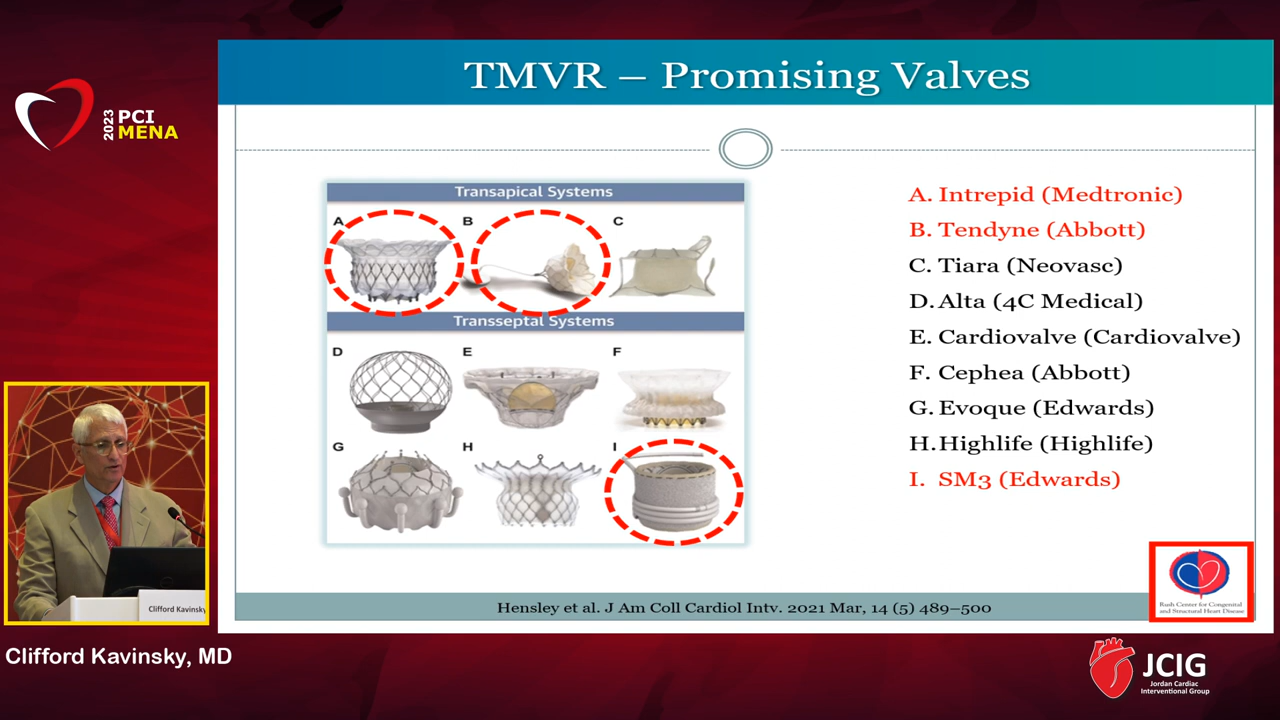 2023 PCI
MENA
TMVR – Promising Valves
Transapical Systems
A
B
C
Transseptal Systems
D
E
F
G
H
I
A. Intrepid (Medtronic)
B. Tendyne (Abbott)
C. Tiara (Neovasc)
D. Alta (4C Medical)
E. Cardiovalve (Cardiovalve)
F. Cephea (Abbott)
G. Evoque (Edwards)
H. Highlife (Highlife)
I. SM3 (Edwards)
Rush Center for Congenital
and Structural Heart Disease
Hensley et al. J Am Coll Cardiol Intv. 2021 Mar, 14 (5) 489–500
Clifford Kavinsky
Clifford Kavinsky, MD
JCIG
Jordan Cardiac
Interventional Group